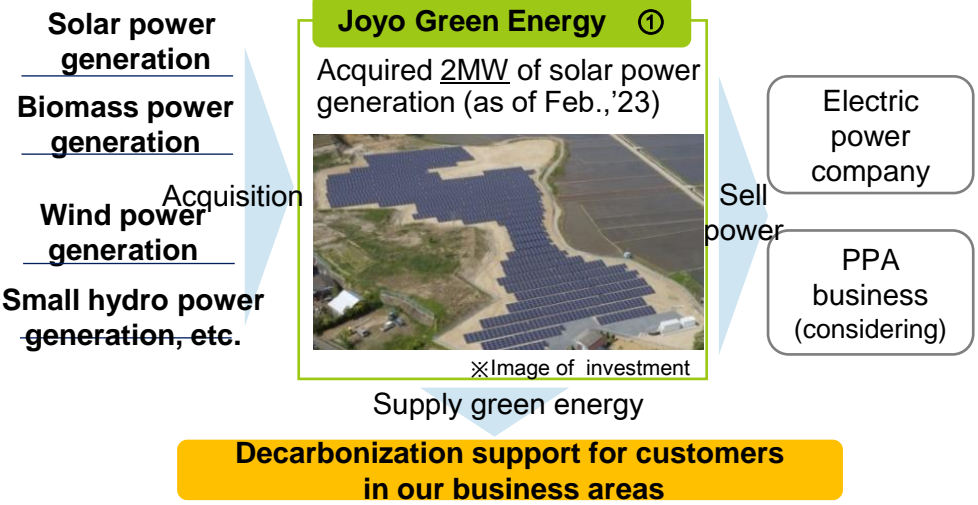 Solar power
generation
Biomass power
generation
Wind power
generation
Small hydro power
generation, etc.
Acquisition
Joyo Green Energy ①
Acquired 2MW of solar power
generation (as of Feb.,’23)
※Image of investment
Sell
power
Electric
power
company
PPA
business
(considering)
Supply green energy
Decarbonization support for customers
in our business areas